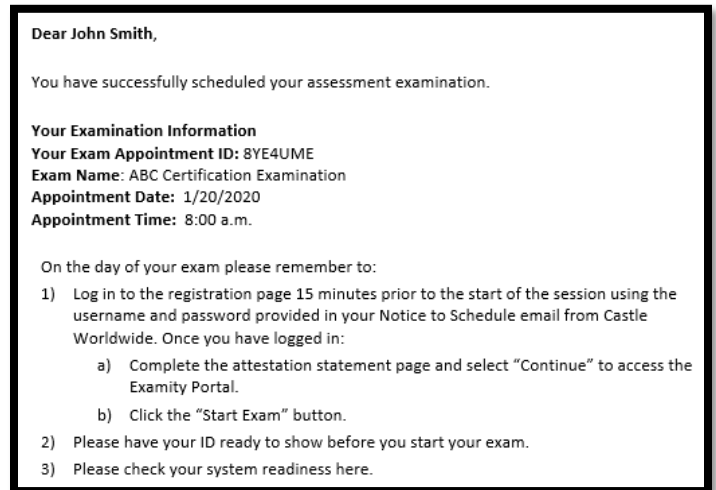 Dear John Smith,
You have successfully scheduled your assessment examination.
Your Examination Information
Your Exam Appointment ID: 8YE4UME
Exam Name: ABC Certification Examination
Appointment Date: 1/20/2020
Appointment Time: 8:00 a.m.
On the day of your exam please remember to:
1) Log in to the registration page 15 minutes prior to the start of the session using the
username and password provided in your Notice to Schedule email from Castle
Worldwide. Once you have logged in:
a) Complete the attestation statement page and select “Continue” to access the
Examity Portal.
b) Click the “Start Exam” button.
2) Please have your ID ready to show before you start your exam.
3) Please check your system readiness here.